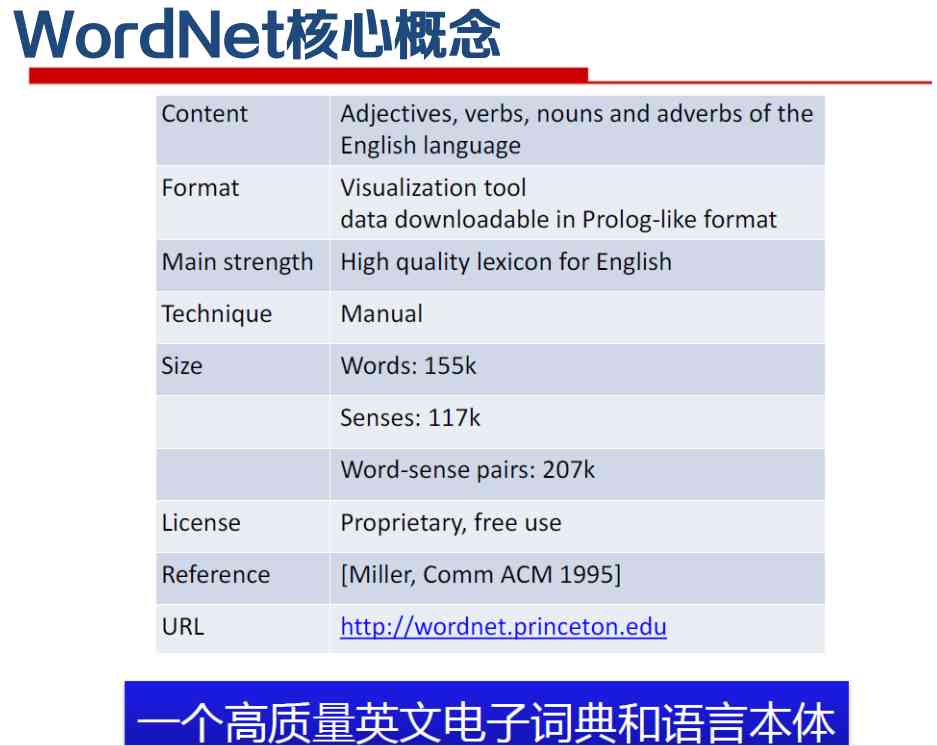 WordNet核心概念
Content
Adjectives, verbs, nouns and adverbs of the
English language
Format
Visualization tool
data downloadable in Prolog-like format
Main strength
High quality lexicon for English
Technique
Manual
Size
Words: 155k
Senses: 117k
Word-sense pairs: 207k
License
Proprietary, free use
Reference
[Miller, Comm ACM 1995]
URL
http://wordnet.princeton.edu
一个高质量英文电子词典和语言本体